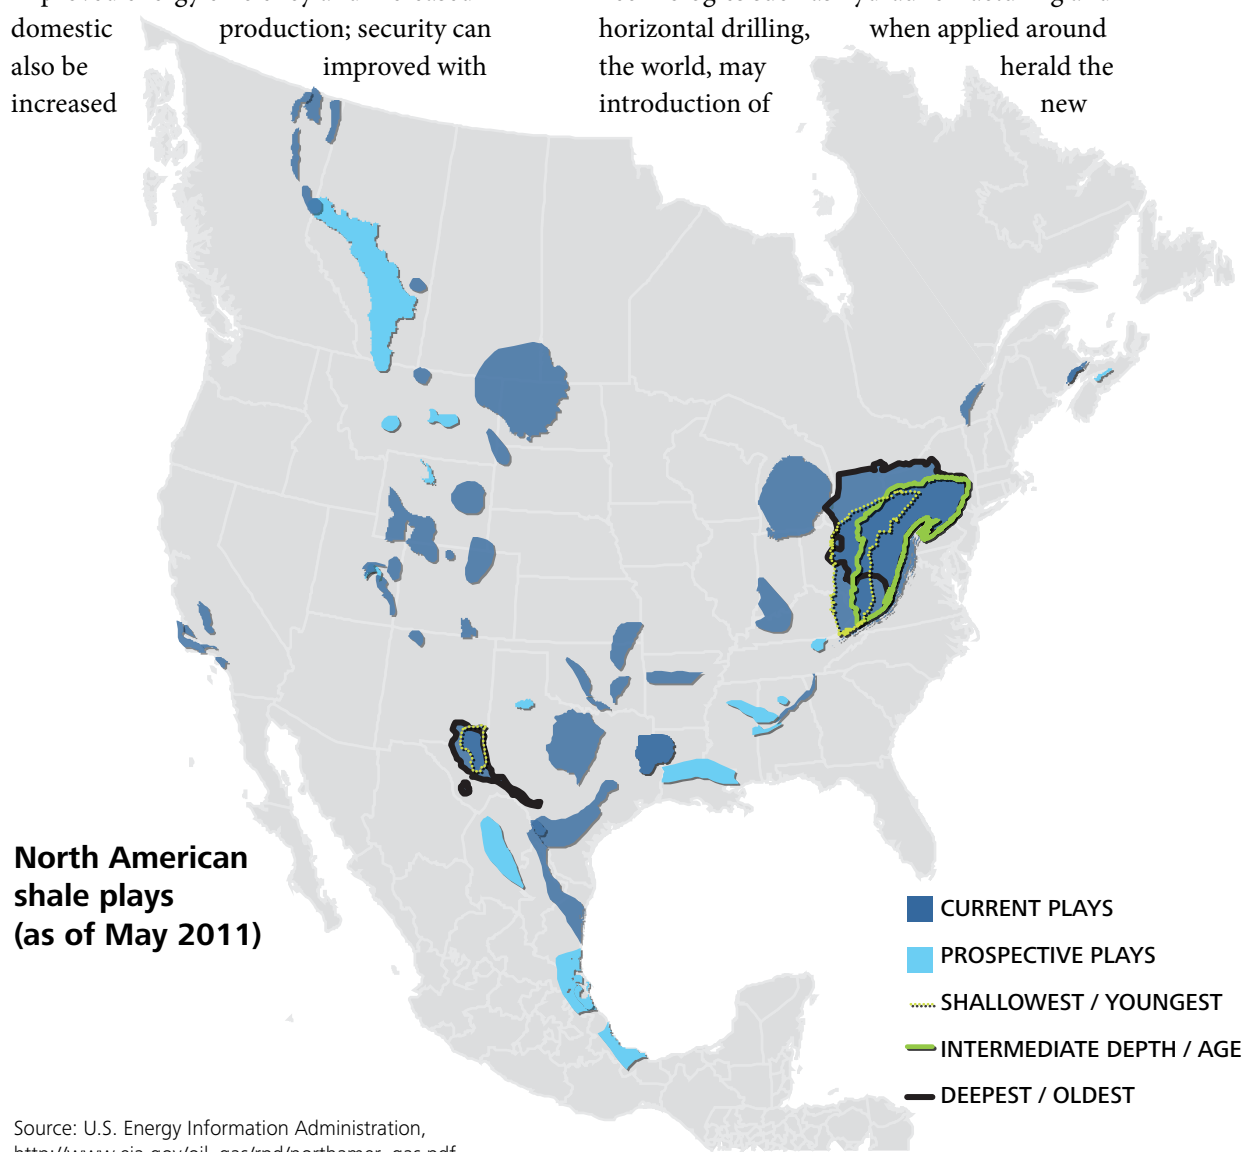 domestic production; security can
also be improved with
increased
horizontal drilling, when applied around
the world, may herald the
introduction of new
North American
shale plays
(as of May 2011)
CURRENT PLAYS
PROSPECTIVE PLAYS
SHALLOWEST / YOUNGEST
INTERMEDIATE DEPTH / AGE
DEEPEST / OLDEST
Source: U.S. Energy Information Administration,